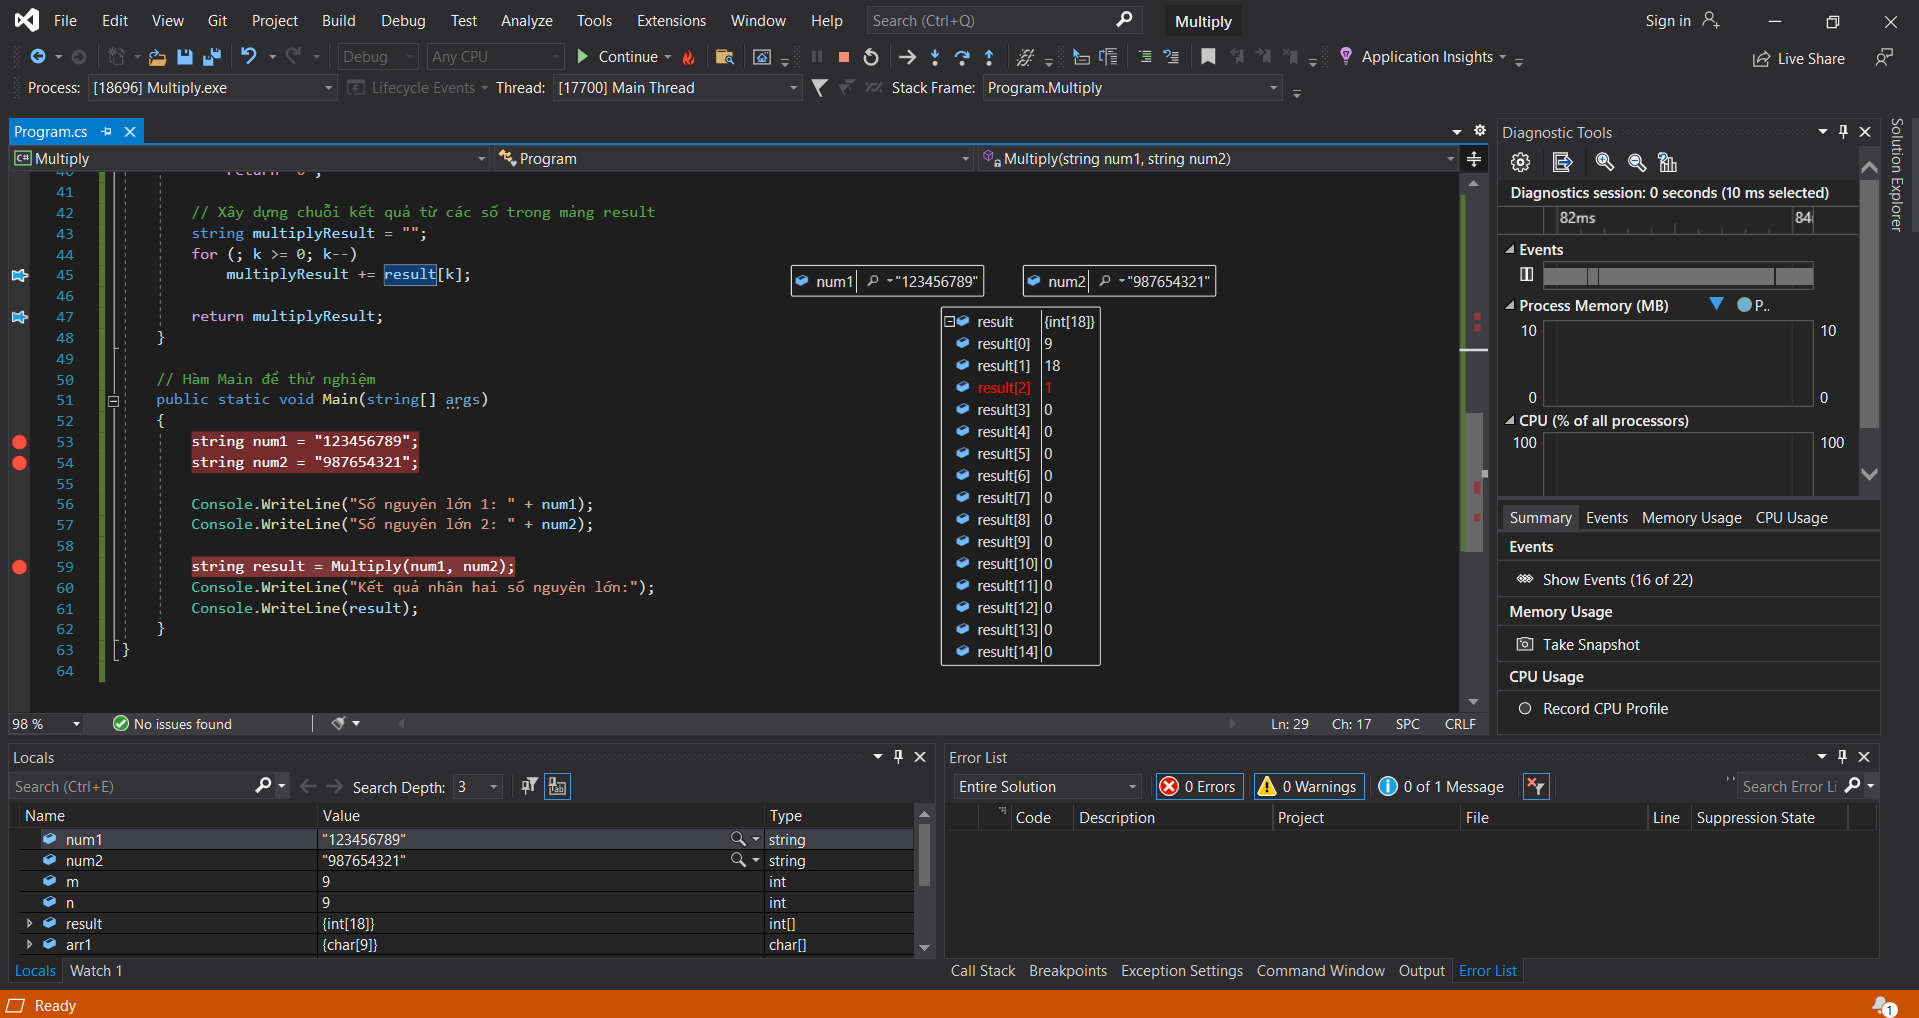 File Edit View Git Project Build Debug Test Analyze Tools Extensions Window Help Search (Ctrl+Q) Multiply Sign in
Debug Any CPU Continue Application Insights Live Share
Process: [18696] Multiply.exe Lifecycle Events Thread: [17700] Main Thread Stack Frame: Program.Multiply
Program.cs
C# Multiply Program Multiply(string num1, string num2)
40 return "0";
41
42 // Xây dựng chuỗi kết quả từ các số trong mảng result
43 string multiplyResult = "";
44 for (; k >= 0; k--)
45 multiplyResult += result[k];
46
47 return multiplyResult;
48 }
49
50 // Hàm Main để thử nghiệm
51 public static void Main(string[] args)
52 {
53 string num1 = "123456789";
54 string num2 = "987654321";
55
56 Console.WriteLine("Số nguyên lớn 1: " + num1);
57 Console.WriteLine("Số nguyên lớn 2: " + num2);
58
59 string result = Multiply(num1, num2);
60 Console.WriteLine("Kết quả nhân hai số nguyên lớn:");
61 Console.WriteLine(result);
62 }
63 }
64
num1 "123456789" num2 "987654321"
result {int[18]}
result[0] 9
result[1] 18
result[2] 1
result[3] 0
result[4] 0
result[5] 0
result[6] 0
result[7] 0
result[8] 0
result[9] 0
result[10] 0
result[11] 0
result[12] 0
result[13] 0
result[14] 0
98 % No issues found Ln: 29 Ch: 17 SPC CRLF
Diagnostic Tools
Diagnostics session: 0 seconds (10 ms selected)
82ms 84
Events
Process Memory (MB) P..
10 10
0 0
CPU (% of all processors)
100 100
Summary Events Memory Usage CPU Usage
Events
Show Events (16 of 22)
Memory Usage
Take Snapshot
CPU Usage
Record CPU Profile
Solution Explorer
Locals
Search (Ctrl+E) Search Depth: 3
Name Value Type
num1 "123456789" string
num2 "987654321" string
m 9 int
n 9 int
result {int[18]} int[]
arr1 {char[9]} char[]
Locals Watch 1
Error List
Entire Solution 0 Errors 0 Warnings 0 of 1 Message Search Error Li
Code Description Project File Line Suppression State
Call Stack Breakpoints Exception Settings Command Window Output Error List
Ready 1